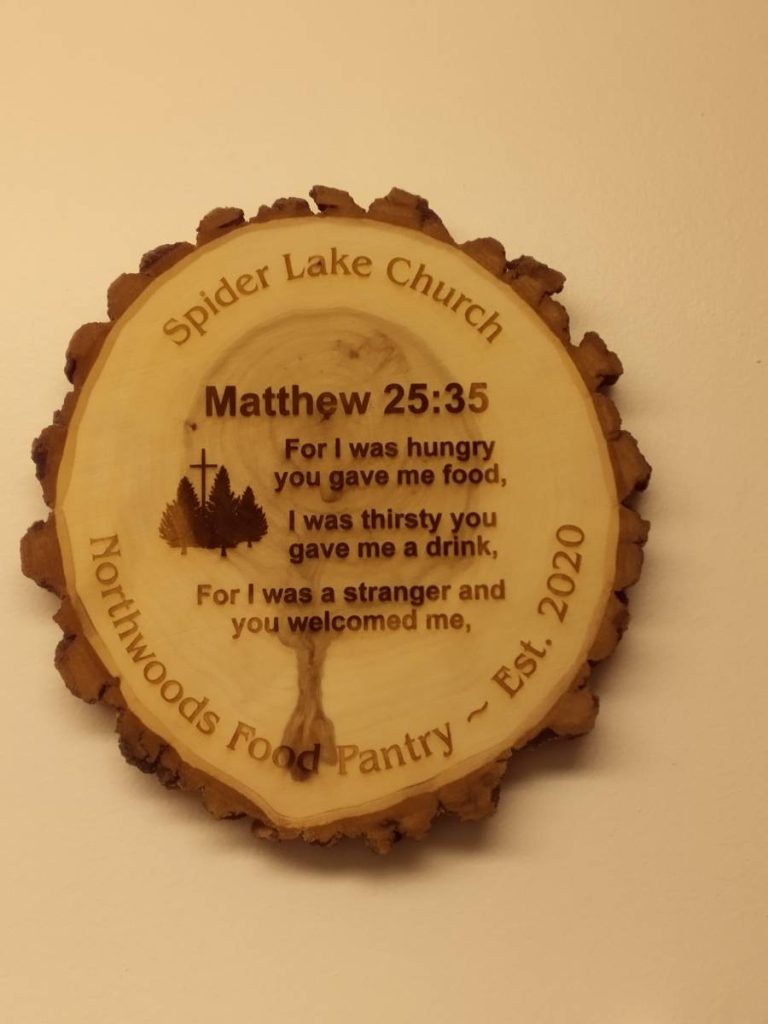 Spider Lake Church
Matthew 25:35
For I was hungry
you gave me food,
I was thirsty you
gave me a drink,
For I was a stranger and
you welcomed me,
Northwoods Food Pantry ~ Est. 2020